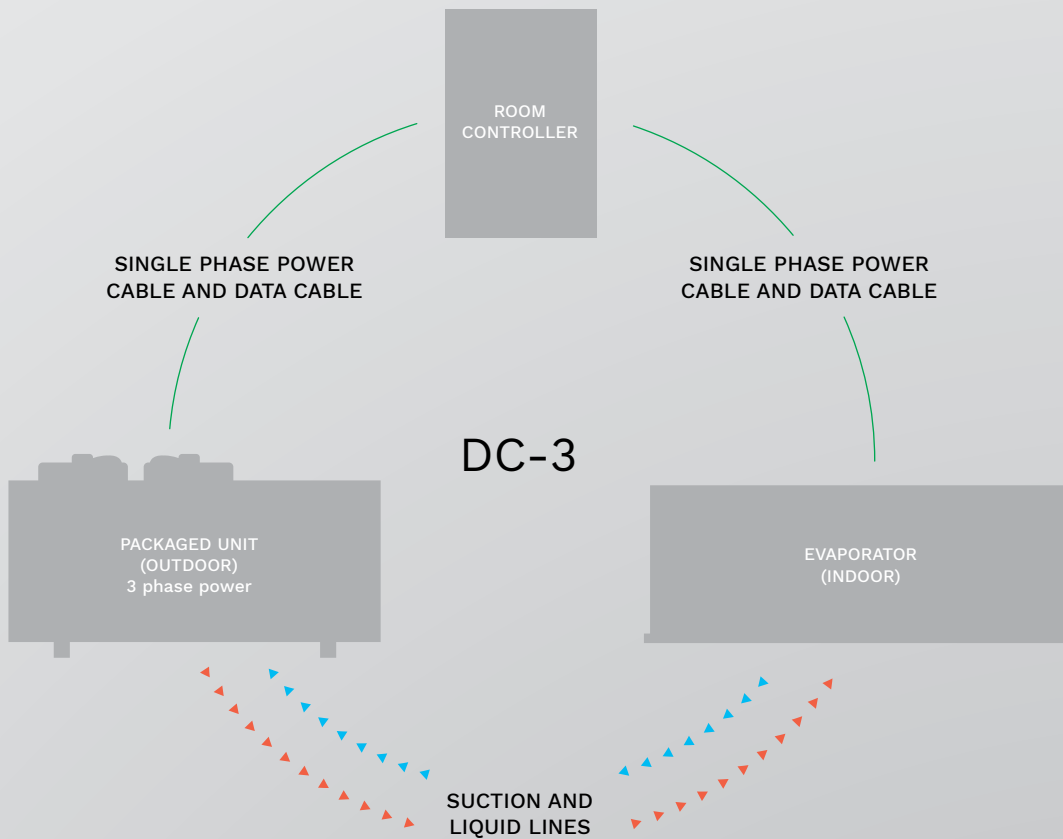 ROOM
CONTROLLER
SINGLE PHASE POWER
CABLE AND DATA CABLE
SINGLE PHASE POWER
CABLE AND DATA CABLE
DC-3
PACKAGED UNIT
(OUTDOOR)
3 phase power
EVAPORATOR
(INDOOR)
SUCTION AND
LIQUID LINES